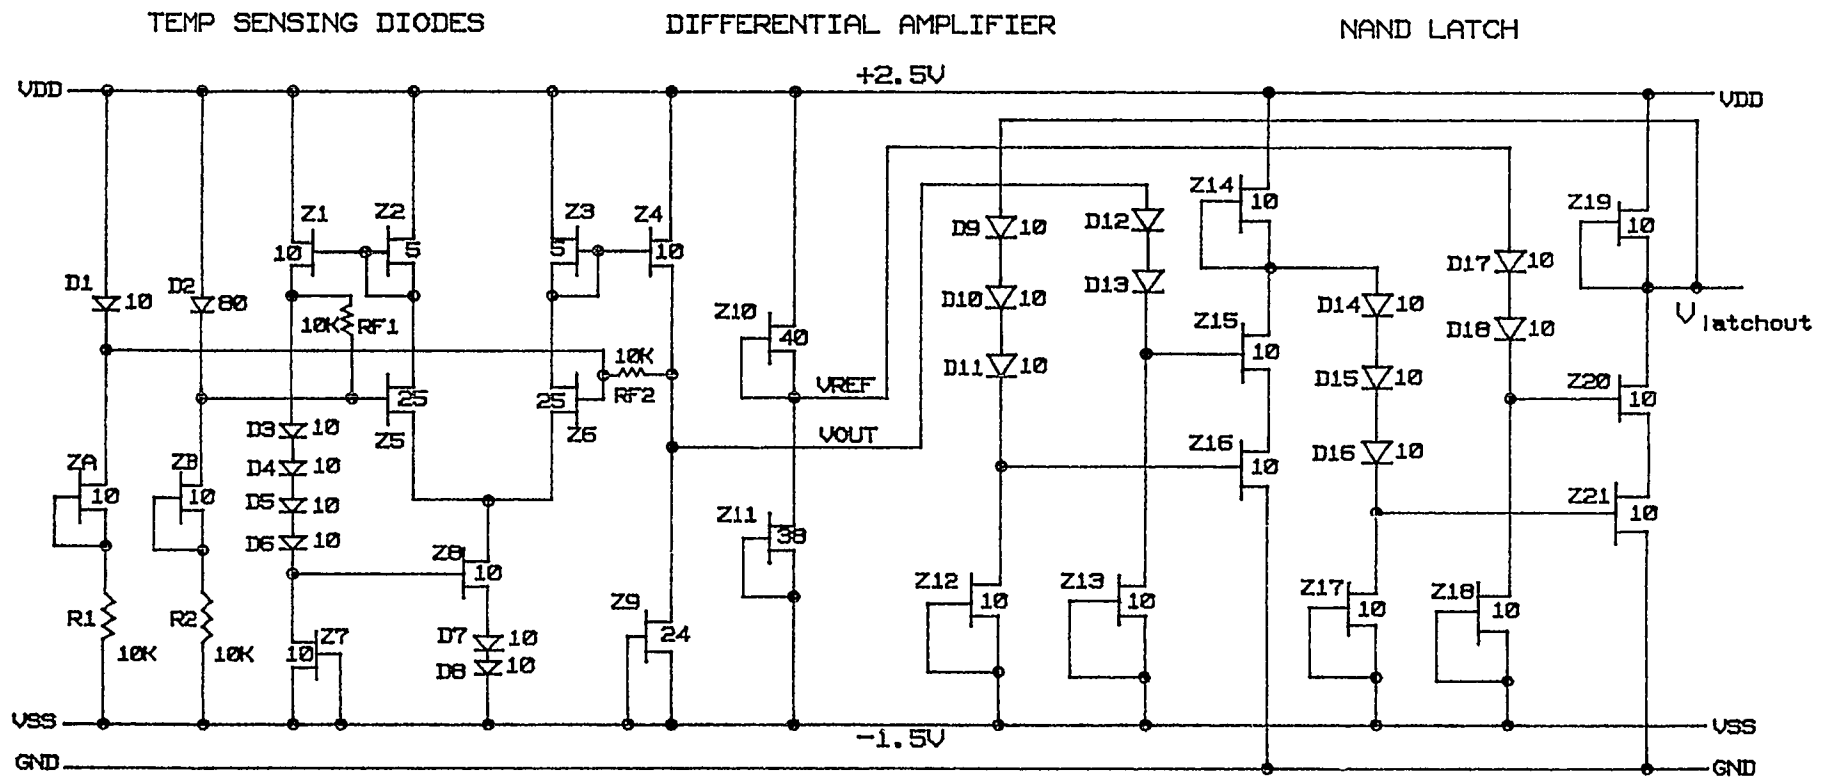 TEMP SENSING DIODES
DIFFERENTIAL AMPLIFIER
NAND LATCH
VDD
+2.5V
VDD
Z1
Z2
Z3
Z4
10
5
5
10
Z14
10
Z19
10
D1
10
D2
80
10K
RF1
Z10
40
D9
10
D12
D10
10
D13
D11
10
Z15
10
D14
10
D17
10
D18
10
Vlatchout
10K
RF2
VREF
25
25
Z5
Z6
VOUT
D15
10
Z20
10
D3
10
D4
10
D5
10
D6
10
ZA
10
ZB
10
Z16
10
D16
10
Z21
10
Z11
38
Z8
10
Z12
10
Z13
10
Z17
10
Z18
10
R1
10K
R2
10K
Z7
10
D7
10
D8
10
Z9
24
VSS
-1.5V
VSS
GND
GND